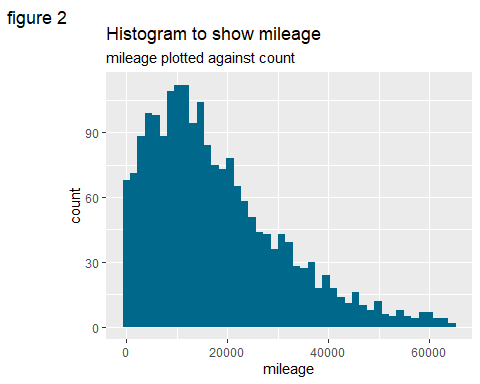 figure 2
Histogram to show mileage
mileage plotted against count
count
90
60
30
0
0 20000 40000 60000
mileage